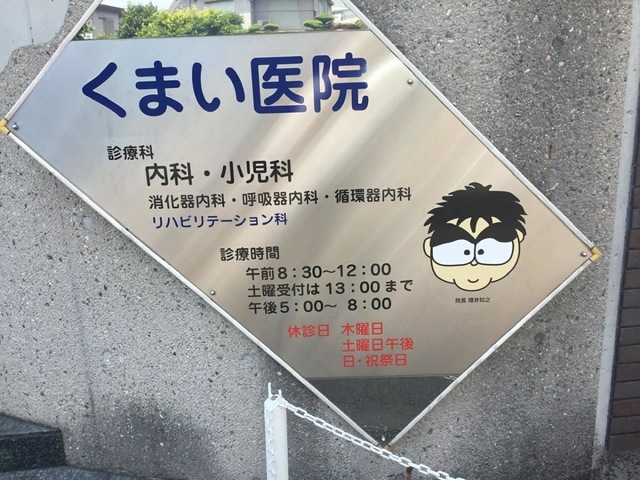 くまい医院
診療科
内科・小児科
消化器内科・呼吸器内科・循環器内科
リハビリテーション科
診療時間
午前8：30～12：00
土曜受付は13：00まで
午後5：00～ 8：00
休診日 木曜日
土曜日午後
日・祝祭日
院長